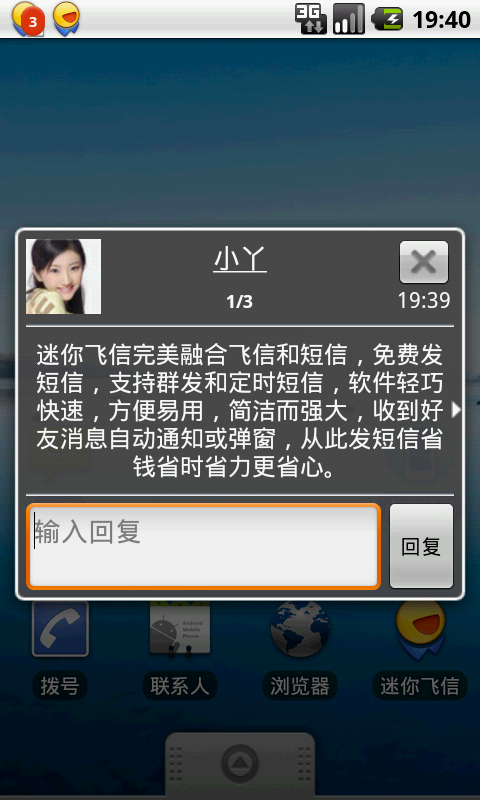 3
3G
19:40
小丫
1/3
19:39
迷你飞信完美融合飞信和短信，免费发
短信，支持群发和定时短信，软件轻巧
快速，方便易用，简洁而强大，收到好
友消息自动通知或弹窗，从此发短信省
钱省时省力更省心。
输入回复
回复
Android
Mobile
Phone
拨号
联系人
浏览器
迷你飞信